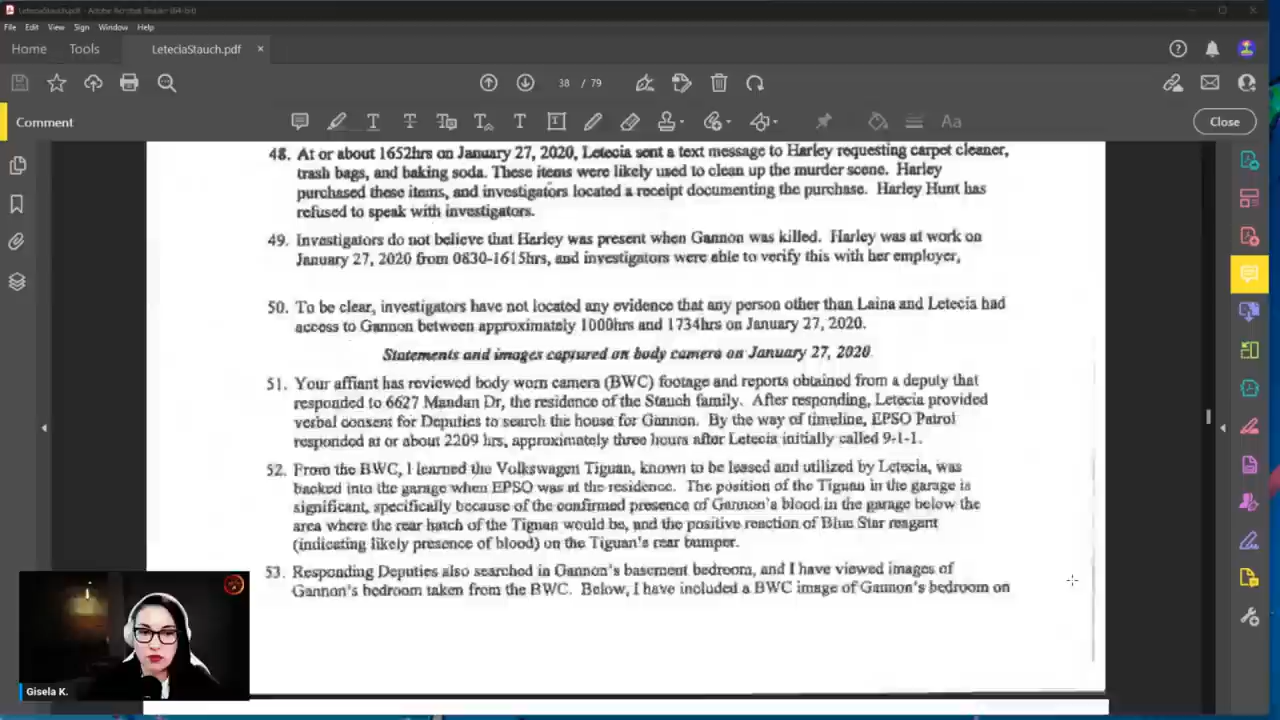 LeteciaStauch.pdf - Adobe Acrobat Reader (64-bit)
File Edit View Sign Window Help
Home Tools LeteciaStauch.pdf ×
38 / 79
Comment
Close
48. At or about 1652hrs on January 27, 2020, Letecia sent a text message to Harley requesting carpet cleaner,
trash bags, and baking soda. These items were likely used to clean up the murder scene. Harley
purchased these items, and investigators located a receipt documenting the purchase. Harley Hunt has
refused to speak with investigators.
49. Investigators do not believe that Harley was present when Gannon was killed. Harley was at work on
January 27, 2020 from 0830-1615hrs, and investigators were able to verify this with her employer,
50. To be clear, investigators have not located any evidence that any person other than Laina and Letecia had
access to Gannon between approximately 1000hrs and 1734hrs on January 27, 2020.
Statements and images captured on body camera on January 27, 2020
51. Your affiant has reviewed body worn camera (BWC) footage and reports obtained from a deputy that
responded to 6627 Mandan Dr, the residence of the Stauch family. After responding, Letecia provided
verbal consent for Deputies to search the house for Gannon. By the way of timeline, EPSO Patrol
responded at or about 2209 hrs, approximately three hours after Letecia initially called 9-1-1.
52. From the BWC, I learned the Volkswagen Tiguan, known to be leased and utilized by Letecia, was
backed into the garage when EPSO was at the residence. The position of the Tiguan in the garage is
significant, specifically because of the confirmed presence of Gannon's blood in the garage below the
area where the rear hatch of the Tiguan would be, and the positive reaction of Blue Star reagent
(indicating likely presence of blood) on the Tiguan's rear bumper.
53. Responding Deputies also searched in Gannon's basement bedroom, and I have viewed images of
Gannon's bedroom taken from the BWC. Below, I have included a BWC image of Gannon's bedroom on
Gisela K.